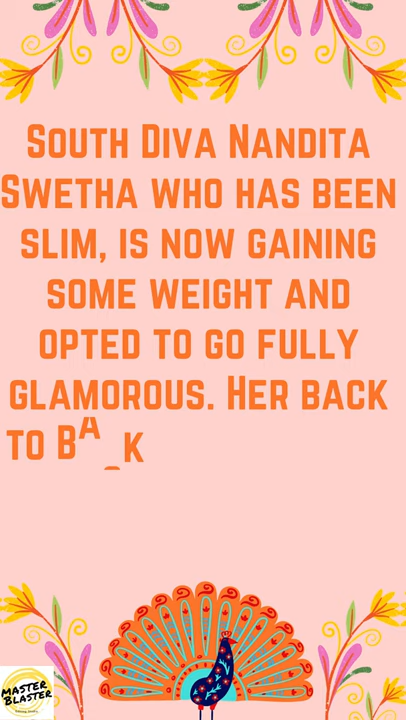 South Diva Nandita
Swetha who has been
slim, is now gaining
some weight and
opted to go fully
glamorous. Her back
to
MASTER
BLASTER